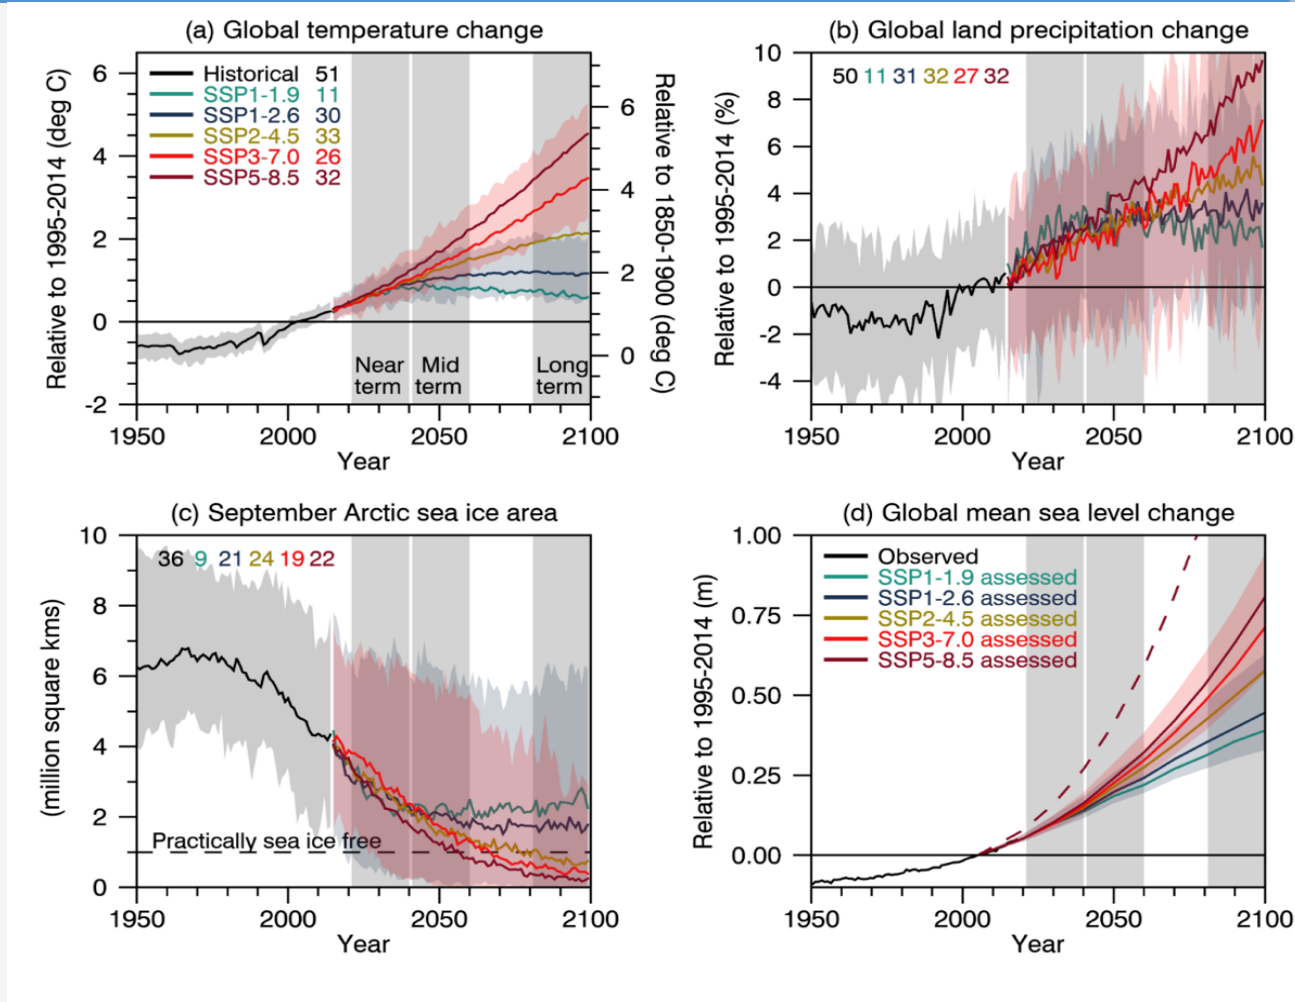 (a) Global temperature change
Relative to 1995-2014 (deg C)
6
4
2
0
-2
Historical 51
SSP1-1.9 11
SSP1-2.6 30
SSP2-4.5 33
SSP3-7.0 26
SSP5-8.5 32
Near term
Mid term
Long term
6
4
2
0
Relative to 1850-1900 (deg C)
1950 2000 2050 2100
Year
(b) Global land precipitation change
Relative to 1995-2014 (%)
10
8
6
4
2
0
-2
-4
50 11 31 32 27 32
1950 2000 2050 2100
Year
(c) September Arctic sea ice area
(million square kms)
10
8
6
4
2
0
36 9 21 24 19 22
Practically sea ice free
1950 2000 2050 2100
Year
(d) Global mean sea level change
Relative to 1995-2014 (m)
1.00
0.75
0.50
0.25
0.00
Observed
SSP1-1.9 assessed
SSP1-2.6 assessed
SSP2-4.5 assessed
SSP3-7.0 assessed
SSP5-8.5 assessed
1950 2000 2050 2100
Year